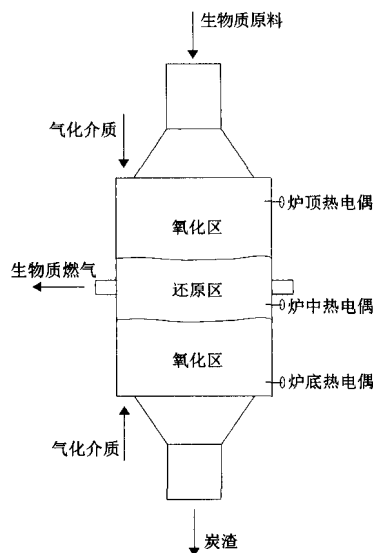 生物质原料
气化介质
炉顶热电偶
氧化区
生物质燃气
还原区
炉中热电偶
氧化区
炉底热电偶
气化介质
炭渣